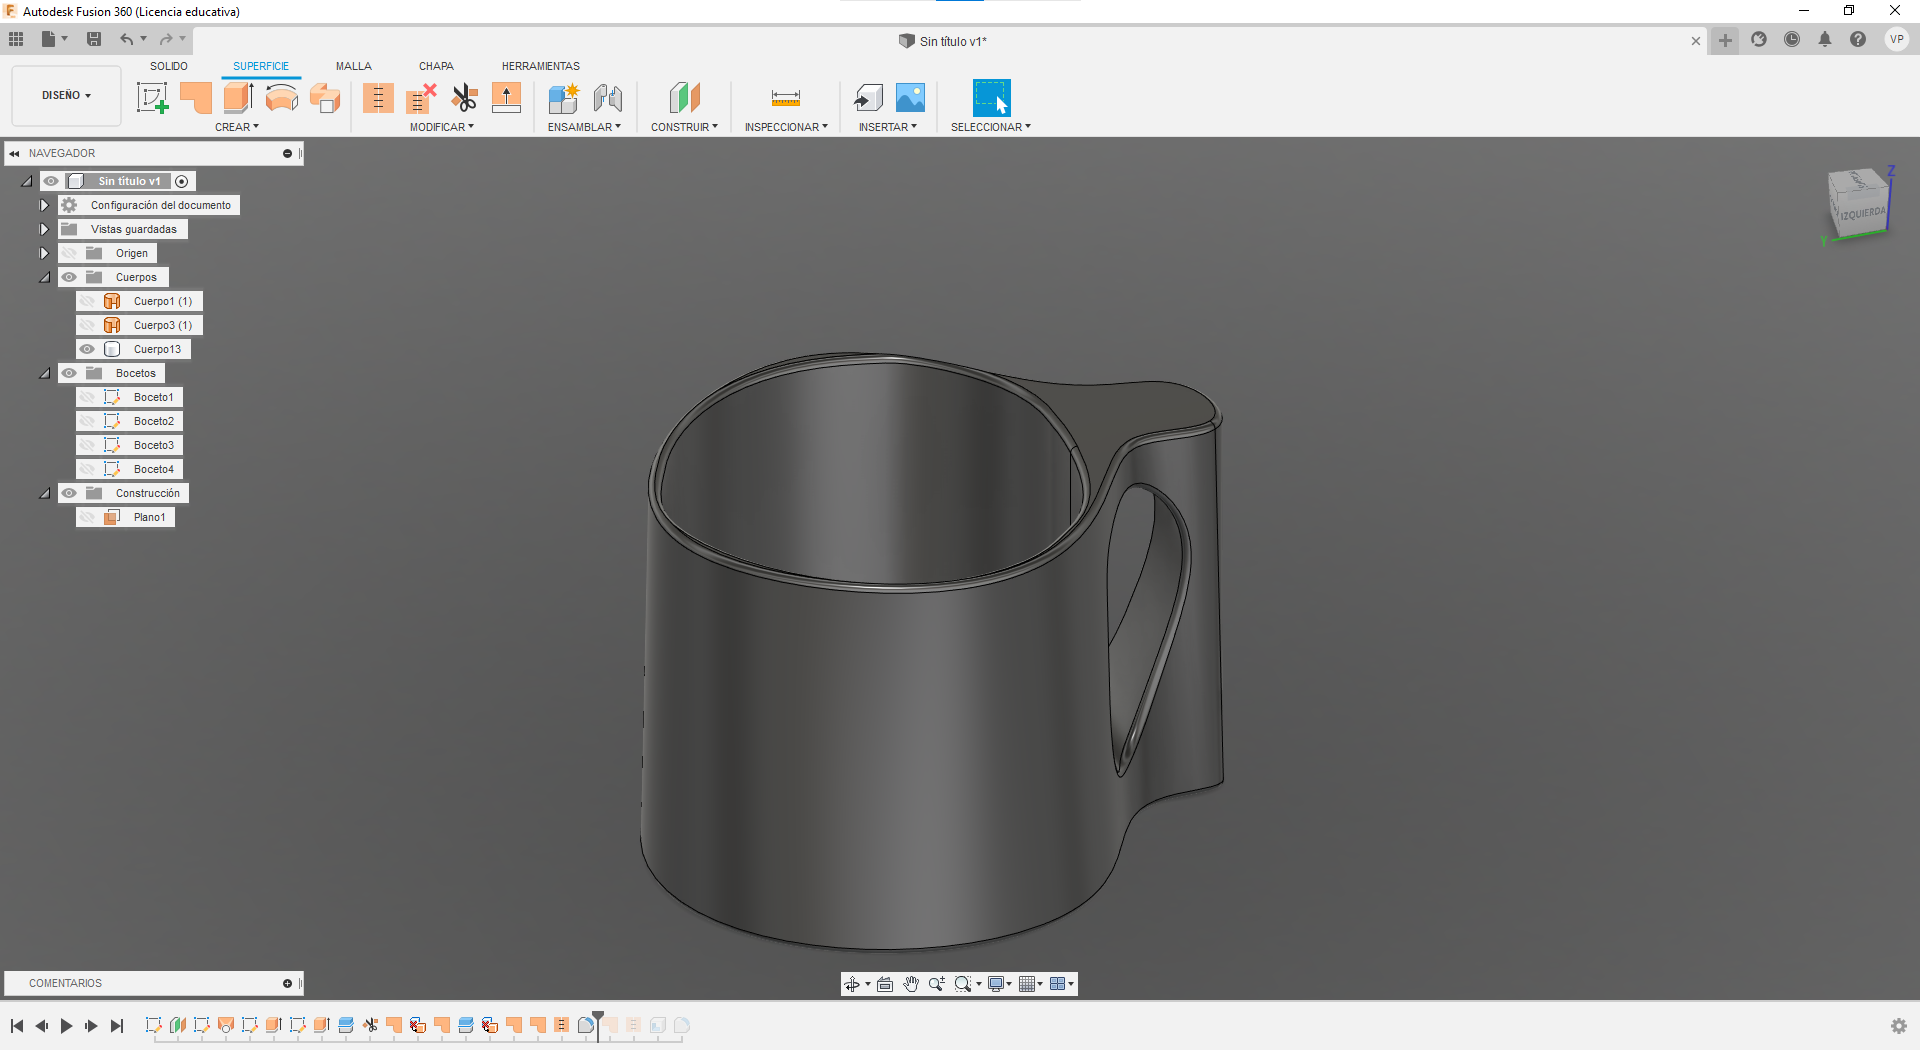 Autodesk Fusion 360 (Licencia educativa)
Sin título v1*
VP
DISEÑO
SOLIDO
SUPERFICIE
MALLA
CHAPA
HERRAMIENTAS
CREAR
MODIFICAR
ENSAMBLAR
CONSTRUIR
INSPECCIONAR
INSERTAR
SELECCIONAR
NAVEGADOR
Sin título v1
Configuración del documento
Vistas guardadas
Origen
Cuerpos
Cuerpo1 (1)
Cuerpo3 (1)
Cuerpo13
Bocetos
Boceto1
Boceto2
Boceto3
Boceto4
Construcción
Plano1
Z
IZQUIERDA
Y
COMENTARIOS